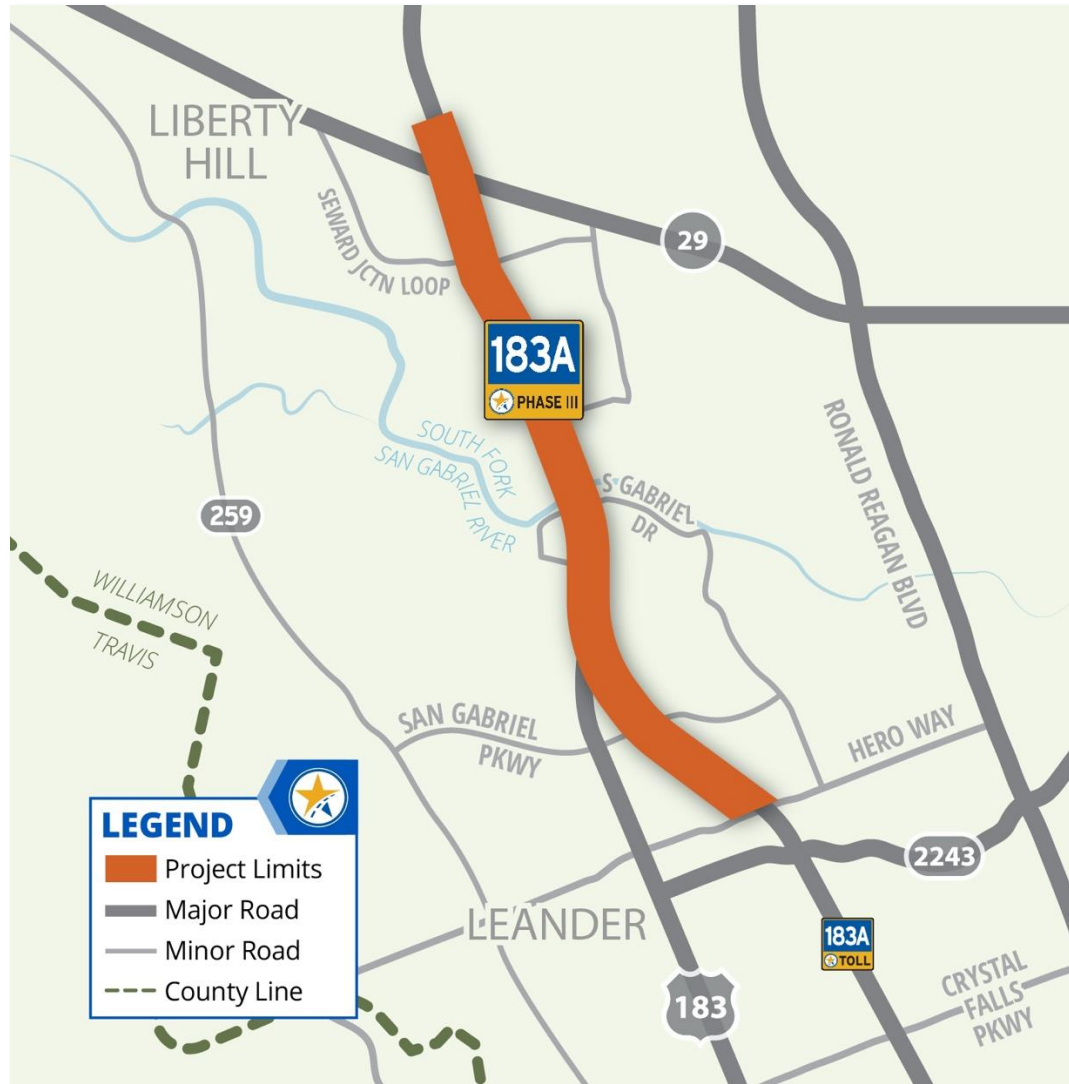 LIBERTY
HILL
SEWARD JCTN LOOP
29
183A
PHASE III
SOUTH FORK
SAN GABRIEL RIVER
S GABRIEL
DR
RONALD REAGAN BLVD
259
WILLIAMSON
TRAVIS
SAN GABRIEL
PKWY
HERO WAY
LEGEND
Project Limits
Major Road
Minor Road
County Line
2243
LEANDER
183A
TOLL
183
CRYSTAL
FALLS
PKWY